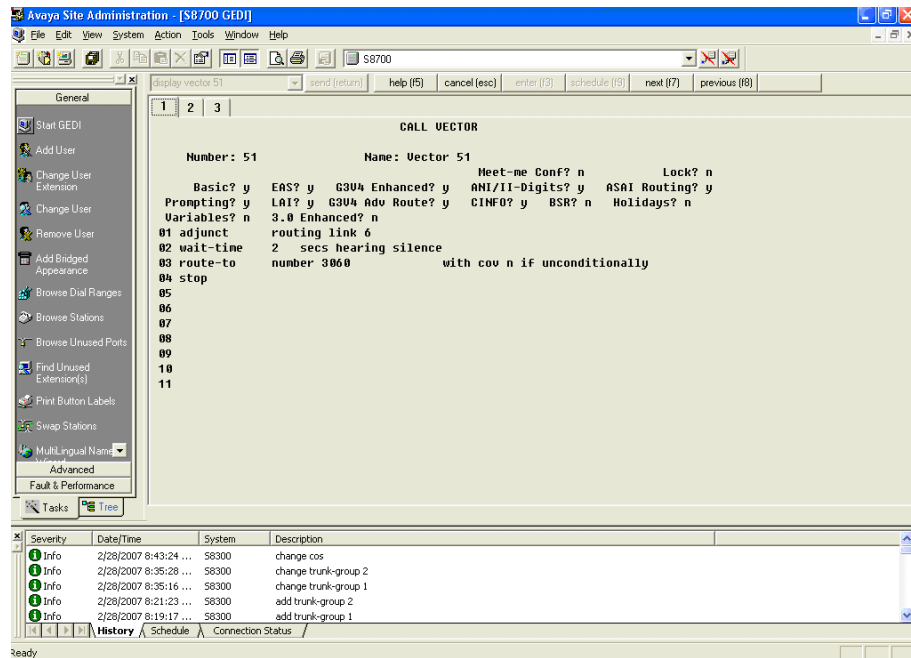 Avaya Site Administration - [S8700 GEDI]
File Edit View System Action Tools Window Help
S8700
display vector 51 send (return) help (f5) cancel (esc) enter (f3) schedule (f9) next (f7) previous (f8)
General
Start GEDI
Add User
Change User
Extension
Change User
Remove User
Add Bridged
Appearance
Browse Dial Ranges
Browse Stations
Browse Unused Ports
Find Unused
Extension(s)
Print Button Labels
Swap Stations
MultiLingual Name
Advanced
Fault & Performance
Tasks Tree
1 2 3
CALL VECTOR
Number: 51 Name: Vector 51
Meet-me Conf? n Lock? n
Basic? y EAS? y G3V4 Enhanced? y ANI/II-Digits? y ASAI Routing? y
Prompting? y LAI? y G3V4 Adv Route? y CINFO? y BSR? n Holidays? n
Variables? n 3.0 Enhanced? n
01 adjunct routing link 6
02 wait-time 2 secs hearing silence
03 route-to number 3060 with cov n if unconditionally
04 stop
05
06
07
08
09
10
11
Severity Date/Time System Description
Info 2/28/2007 8:43:24 ... S8300 change cos
Info 2/28/2007 8:35:28 ... S8300 change trunk-group 2
Info 2/28/2007 8:35:16 ... S8300 change trunk-group 1
Info 2/28/2007 8:21:23 ... S8300 add trunk-group 2
Info 2/28/2007 8:19:17 ... S8300 add trunk-group 1
History Schedule Connection Status
Ready